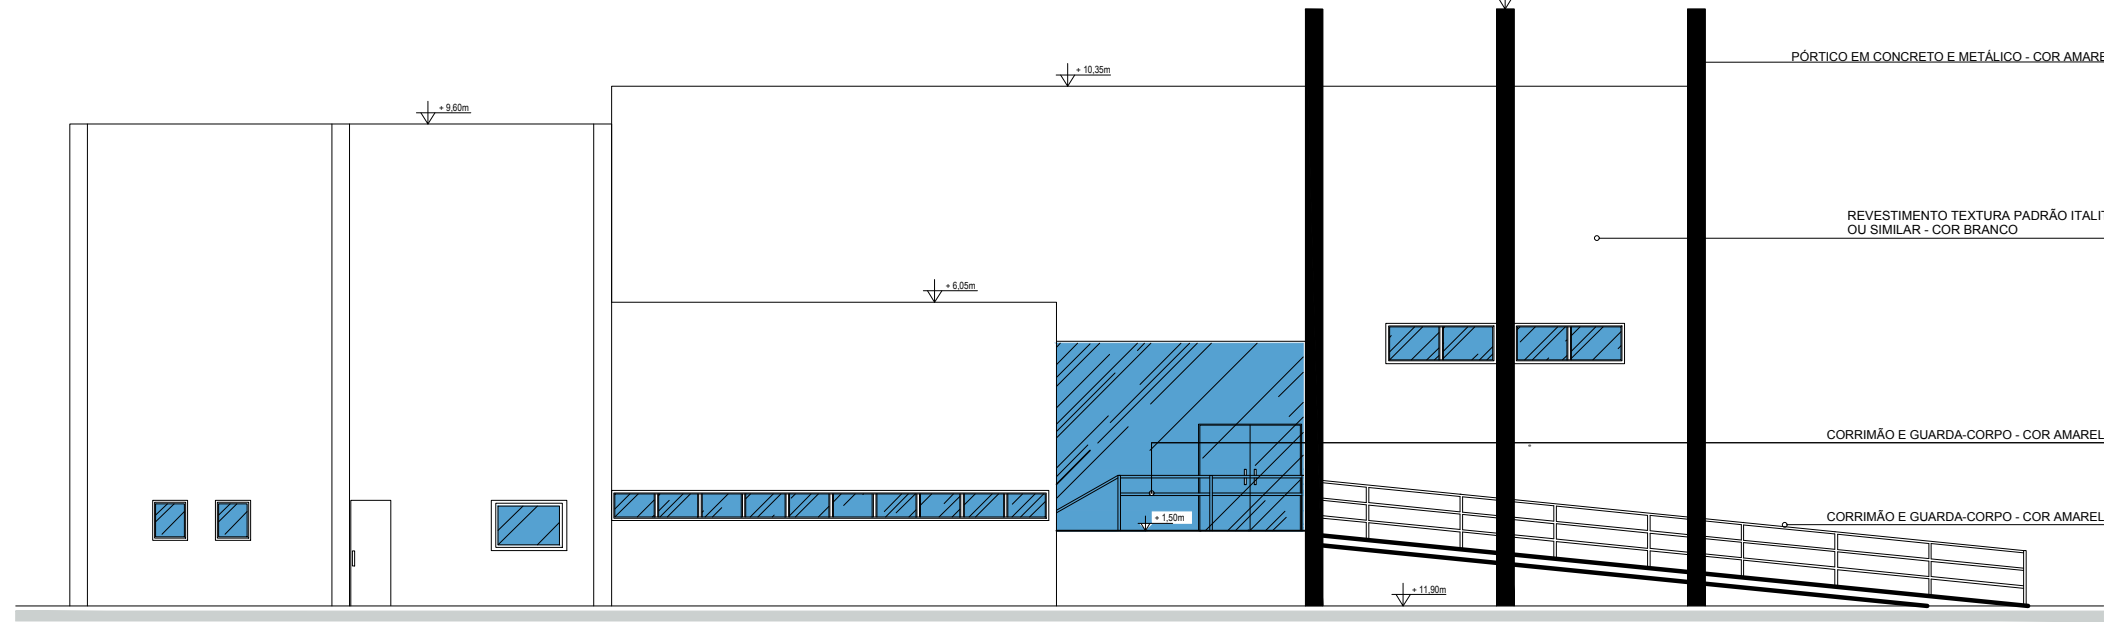 PÓRTICO EM CONCRETO E METÁLICO - COR AMARE
+ 10,35m
+ 9,60m
REVESTIMENTO TEXTURA PADRÃO ITALIT
OU SIMILAR - COR BRANCO
+ 6,05m
CORRIMÃO E GUARDA-CORPO - COR AMAREL
+ 1,50m
CORRIMÃO E GUARDA-CORPO - COR AMAREL
+ 11,90m